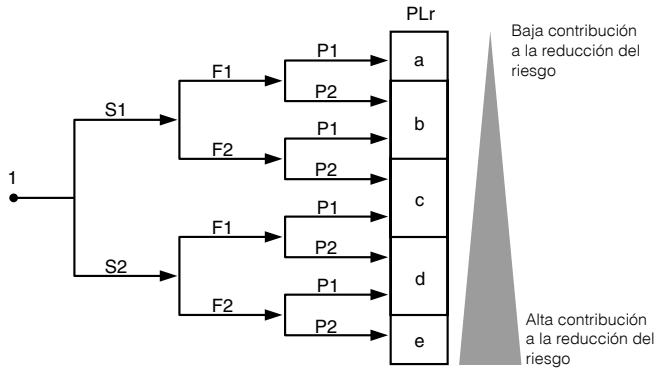 PLr
Baja contribución
a la reducción del
riesgo
P1
a
F1
P2
S1
b
P1
F2
P2
1
c
P1
F1
P2
S2
d
P1
F2
P2
e
Alta contribución
a la reducción del
riesgo